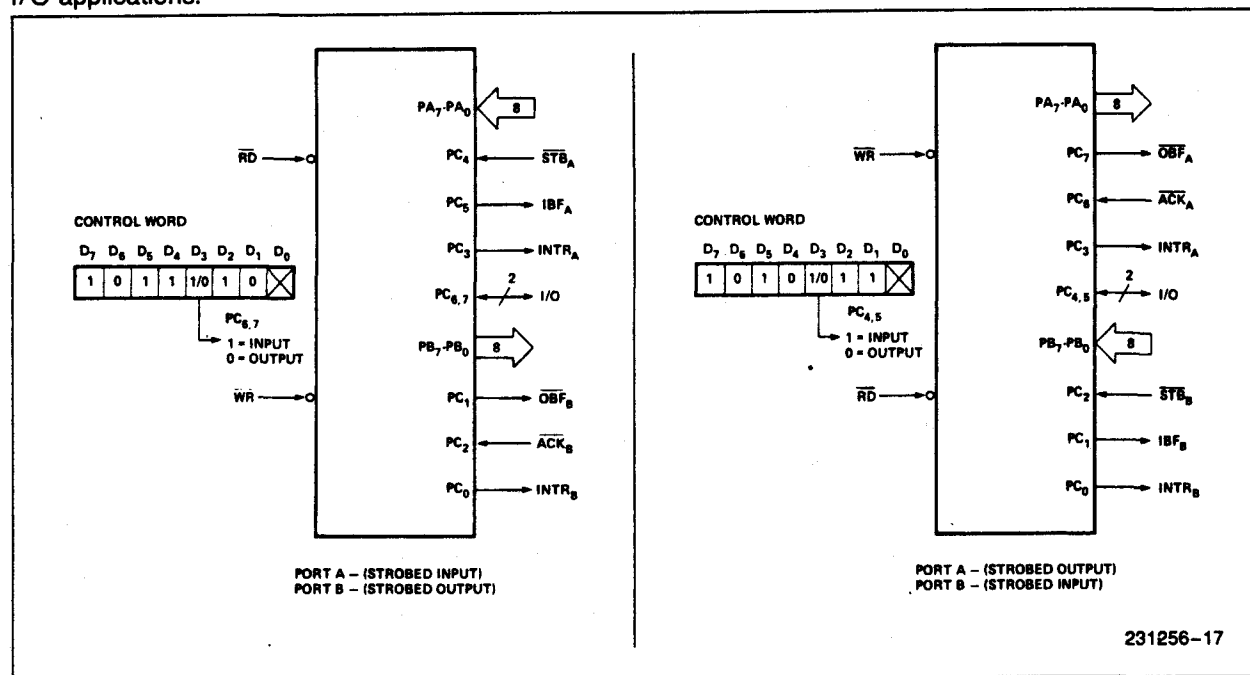 I/O applications.
PA7-PA0
8
RD
PC4
STBA
PC5
IBFA
CONTROL WORD
D7 D6 D5 D4 D3 D2 D1 D0
PC3
INTRA
1 0 1 1 1/0 1 0
2
PC6,7
I/O
PC6,7
1 = INPUT
0 = OUTPUT
PB7-PB0
8
WR
PC1
OBFB
PC2
ACKB
PC0
INTRB
PORT A – (STROBED INPUT)
PORT B – (STROBED OUTPUT)
PA7-PA0
8
WR
PC7
OBFA
PC6
ACKA
CONTROL WORD
D7 D6 D5 D4 D3 D2 D1 D0
PC3
INTRA
1 0 1 0 1/0 1 1
2
PC4,5
I/O
PC4,5
1 = INPUT
0 = OUTPUT
PB7-PB0
8
RD
PC2
STBB
PC1
IBFB
PC0
INTRB
PORT A – (STROBED OUTPUT)
PORT B – (STROBED INPUT)
231256–17